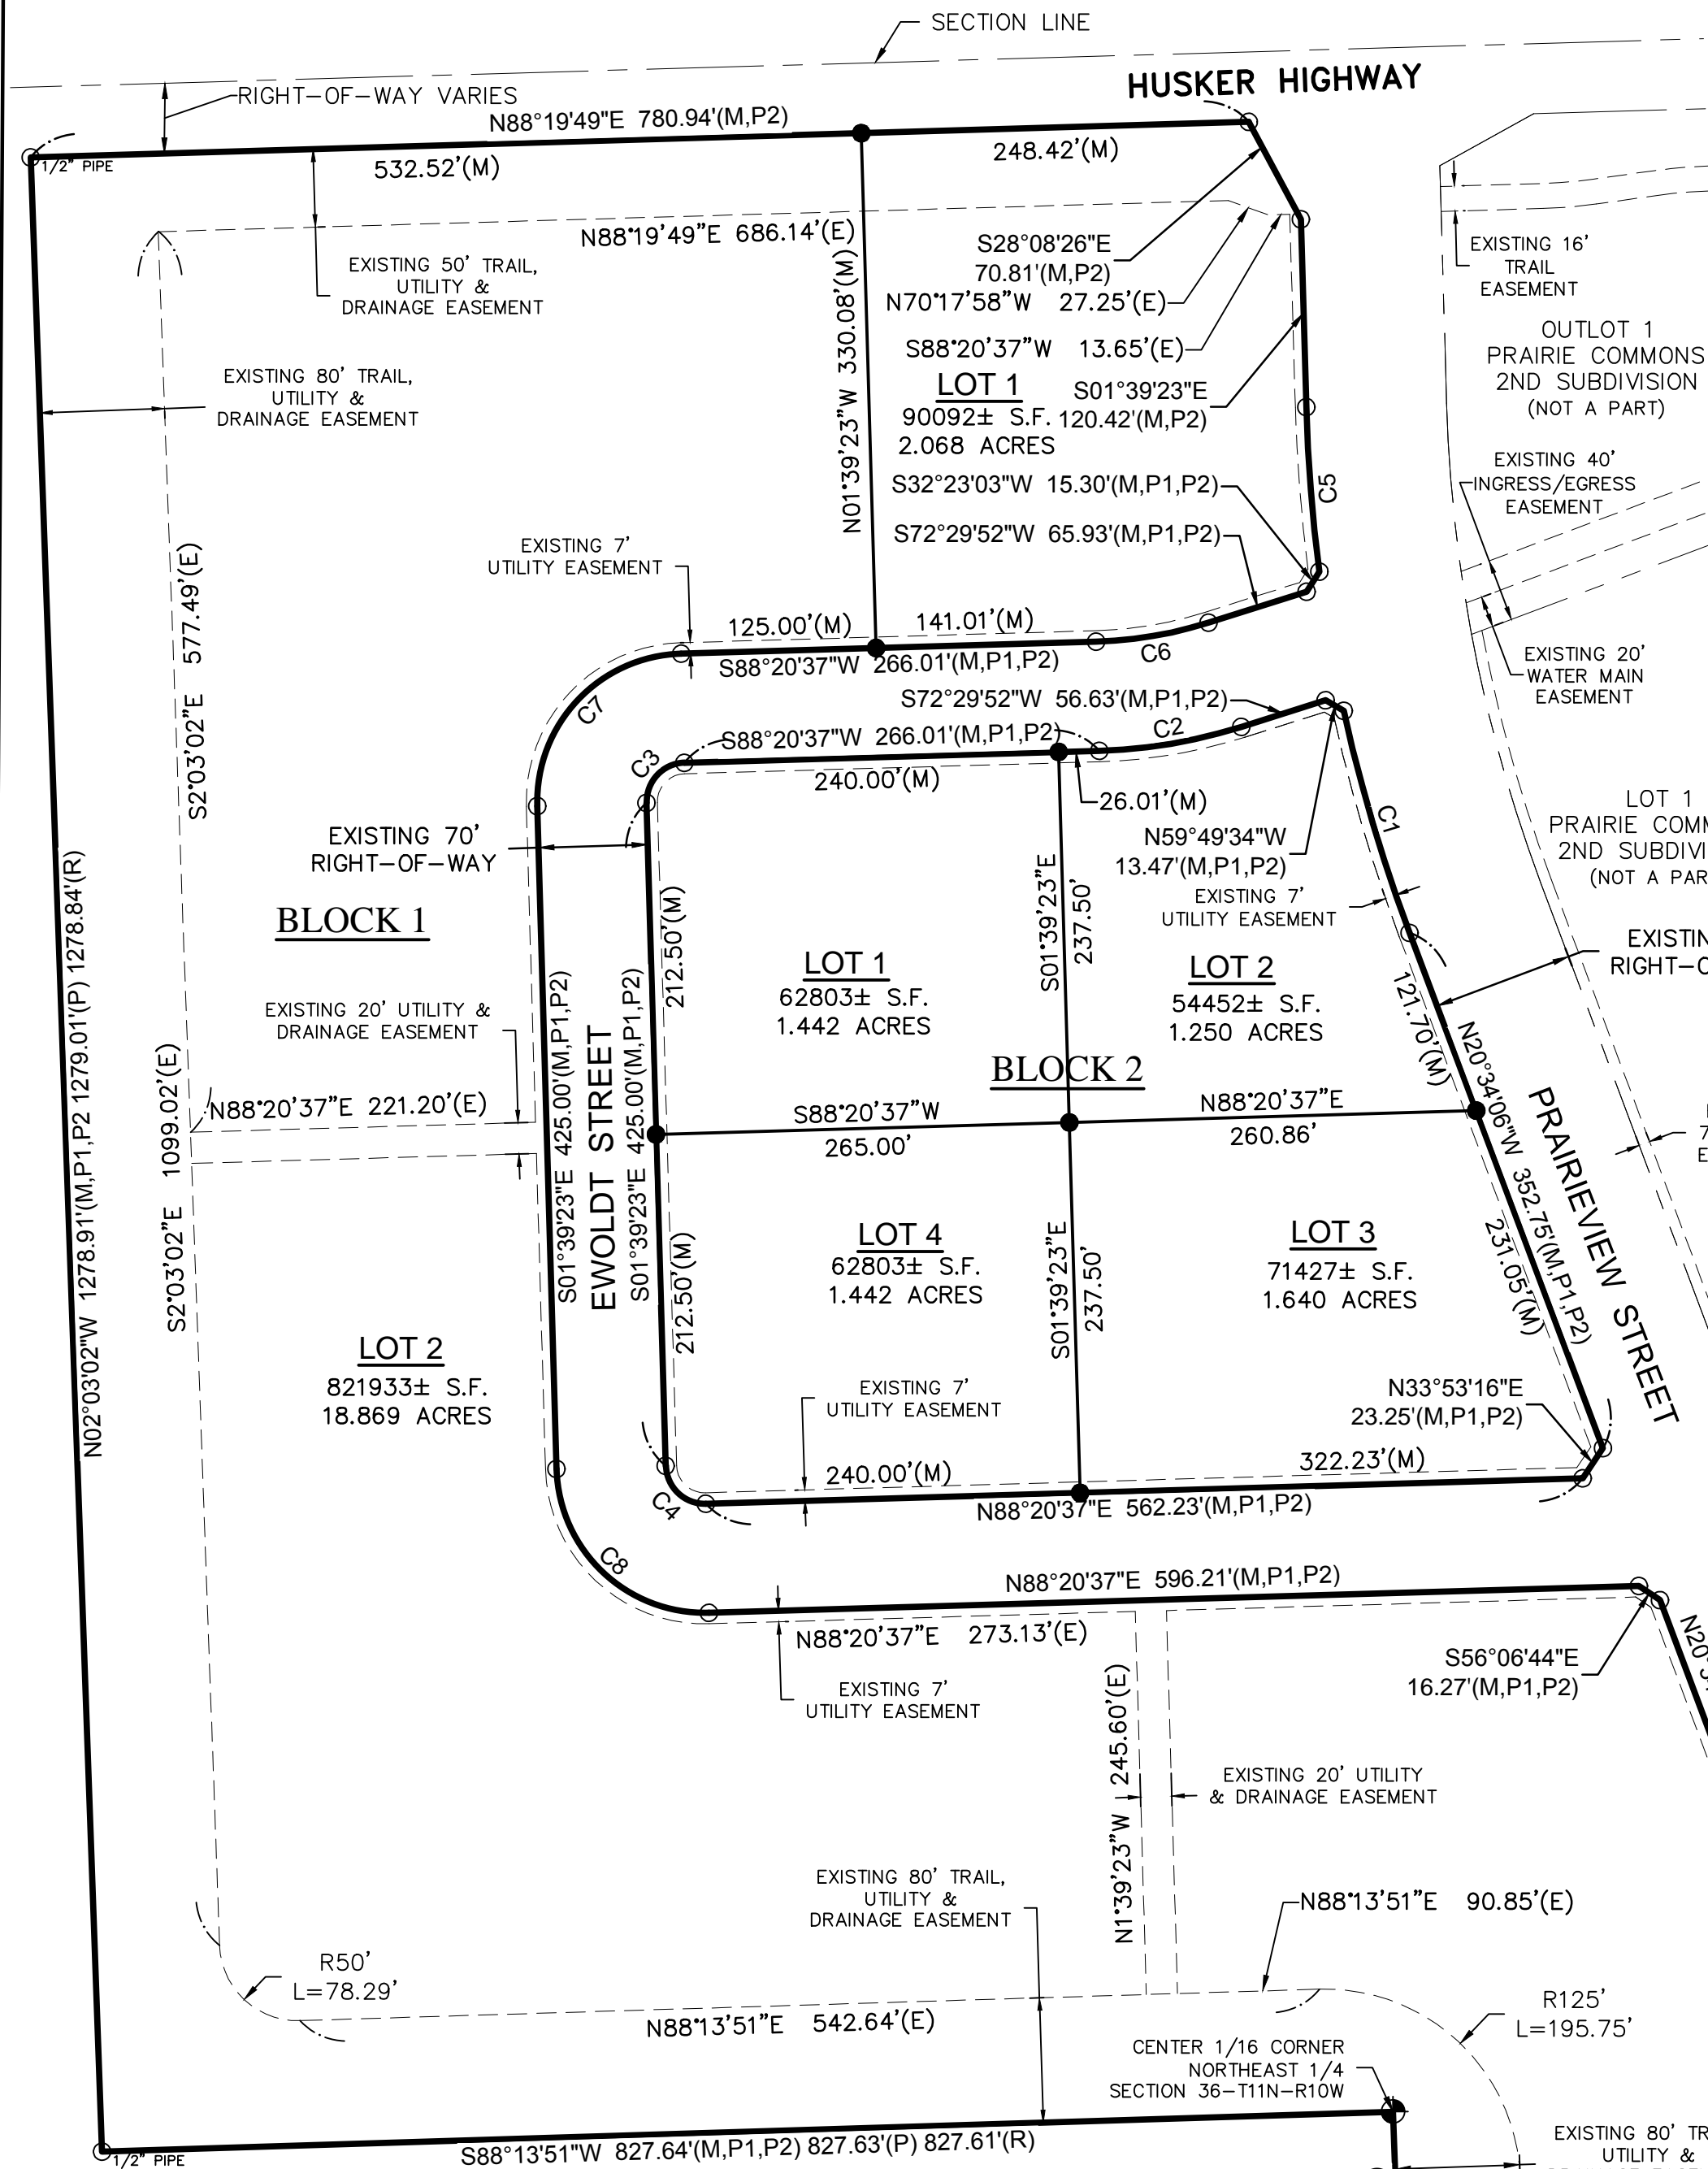 SECTION LINE
HUSKER HIGHWAY
RIGHT-OF-WAY VARIES
N88°19'49"E 780.94'(M,P2)
1/2" PIPE
532.52'(M)
248.42'(M)
N88°19'49"E 686.14'(E)
EXISTING 50' TRAIL,
UTILITY &
DRAINAGE EASEMENT
S28°08'26"E
70.81'(M,P2)
N70°17'58"W 27.25'(E)
S88°20'37"W 13.65'(E)
N01°39'23"W 330.08'(M)
LOT 1
90092± S.F.
2.068 ACRES
S01°39'23"E
120.42'(M,P2)
EXISTING 16'
TRAIL
EASEMENT
OUTLOT 1
PRAIRIE COMMONS
2ND SUBDIVISION
(NOT A PART)
EXISTING 80' TRAIL,
UTILITY &
DRAINAGE EASEMENT
S32°23'03"W 15.30'(M,P1,P2)
C5
EXISTING 40'
INGRESS/EGRESS
EASEMENT
S72°29'52"W 65.93'(M,P1,P2)
EXISTING 7'
UTILITY EASEMENT
S2°03'02"E 577.49'(E)
125.00'(M)
141.01'(M)
S88°20'37"W 266.01'(M,P1,P2)
C6
EXISTING 20'
WATER MAIN
EASEMENT
C7
S72°29'52"W 56.63'(M,P1,P2)
C2
S88°20'37"W 266.01'(M,P1,P2)
C3
240.00'(M)
26.01'(M)
N59°49'34"W
13.47'(M,P1,P2)
C1
LOT 1
PRAIRIE COMM
2ND SUBDIVI
(NOT A PAR
EXISTING 70'
RIGHT-OF-WAY
EXISTING 7'
UTILITY EASEMENT
BLOCK 1
N02°03'02"W 1278.91'(M,P1,P2 1279.01'(P) 1278.84'(R)
212.50'(M)
S01°39'23"E
237.50'
EXISTIN
RIGHT-O
LOT 1
62803± S.F.
1.442 ACRES
LOT 2
54452± S.F.
1.250 ACRES
121.70'(M)
EXISTING 20' UTILITY &
DRAINAGE EASEMENT
S01°39'23"E 425.00'(M,P1,P2)
EWOLDT STREET
S01°39'23"E 425.00'(M,P1,P2)
BLOCK 2
N20°34'06"W 352.75'(M,P1,P2)
PRAIRIEVIEW STREET
N88°20'37"E 221.20'(E)
S2°03'02"E 1099.02'(E)
S88°20'37"W
265.00'
N88°20'37"E
260.86'
7
E
LOT 4
62803± S.F.
1.442 ACRES
212.50'(M)
S01°39'23"E
237.50'
LOT 3
71427± S.F.
1.640 ACRES
231.05'(M)
LOT 2
821933± S.F.
18.869 ACRES
EXISTING 7'
UTILITY EASEMENT
N33°53'16"E
23.25'(M,P1,P2)
240.00'(M)
322.23'(M)
N88°20'37"E 562.23'(M,P1,P2)
C4
C8
N88°20'37"E 596.21'(M,P1,P2)
N88°20'37"E 273.13'(E)
S56°06'44"E
16.27'(M,P1,P2)
EXISTING 7'
UTILITY EASEMENT
N1°39'23"W 245.60'(E)
EXISTING 20' UTILITY
& DRAINAGE EASEMENT
EXISTING 80' TRAIL,
UTILITY &
DRAINAGE EASEMENT
N88°13'51"E 90.85'(E)
R50'
L=78.29'
N88°13'51"E 542.64'(E)
R125'
L=195.75'
CENTER 1/16 CORNER
NORTHEAST 1/4
SECTION 36-T11N-R10W
1/2" PIPE
S88°13'51"W 827.64'(M,P1,P2) 827.63'(P) 827.61'(R)
EXISTING 80' TR
UTILITY &